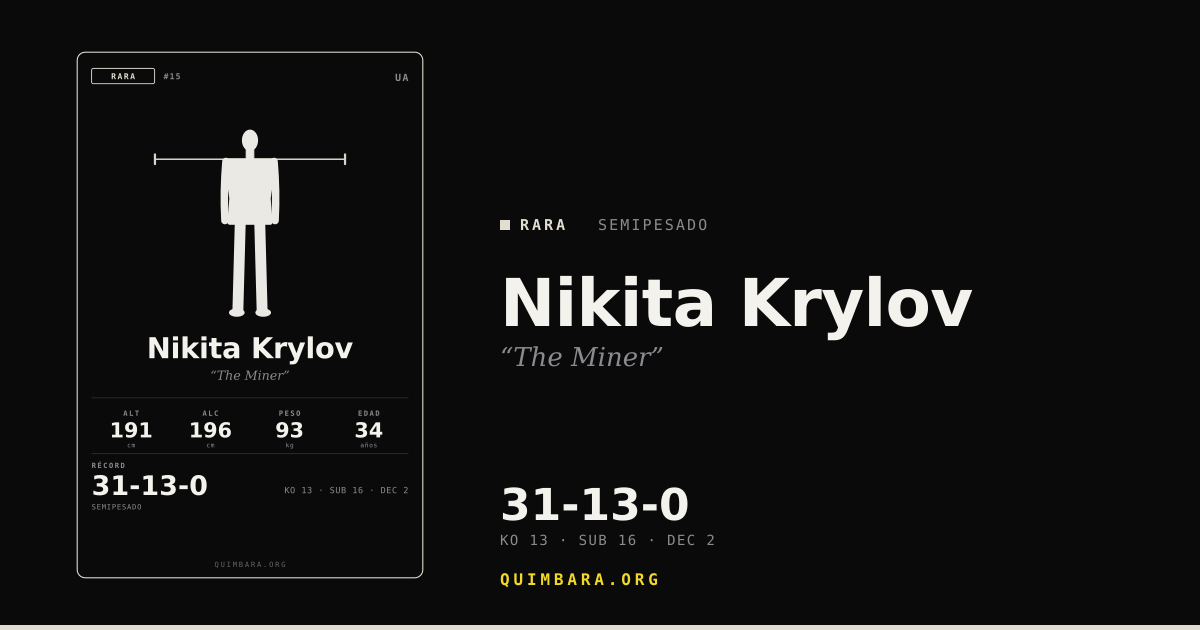 RARA #15 UA
Nikita Krylov
“The Miner”
ALT ALC PESO EDAD
191 196 93 34
cm cm kg años
RÉCORD
31-13-0 KO 13 · SUB 16 · DEC 2
SEMIPESADO
QUIMBARA.ORG
RARA SEMIPESADO
Nikita Krylov
“The Miner”
31-13-0
KO 13 · SUB 16 · DEC 2
QUIMBARA.ORG